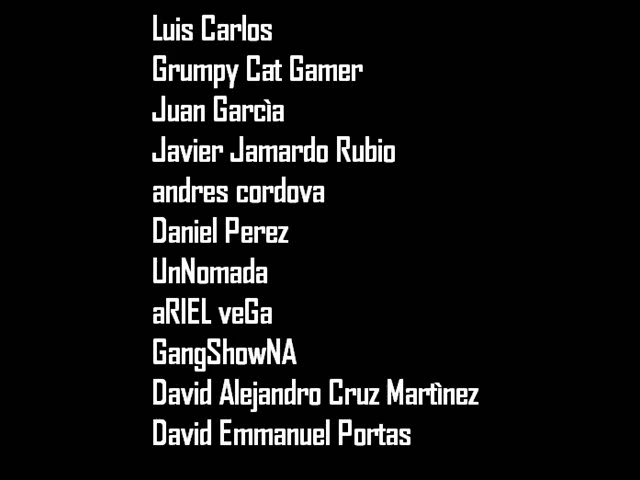 Luis Carlos
Grumpy Cat Gamer
Juan Garcìa
Javier Jamardo Rubio
andres cordova
Daniel Perez
UnNomada
aRIEL veGa
GangShowNA
David Alejandro Cruz Martìnez
David Emmanuel Portas